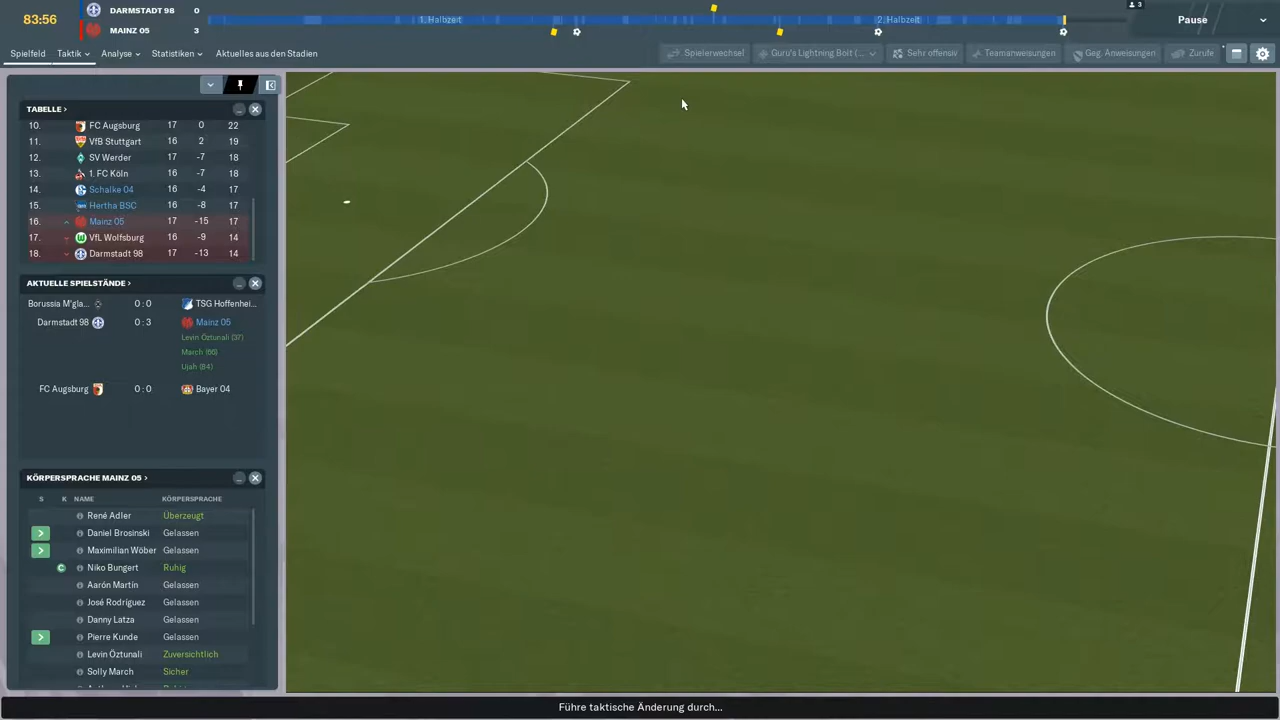 83:56
DARMSTADT 98 0
MAINZ 05 3
1. Halbzeit
2. Halbzeit
3
Pause
Spielfeld
Taktik
Analyse
Statistiken
Aktuelles aus den Stadien
Spielerwechsel
Guru's Lightning Bolt (...
Sehr offensiv
Teamanweisungen
Geg. Anweisungen
Zurufe
TABELLE >
10. FC Augsburg 17 0 22
11. VfB Stuttgart 16 2 19
12. SV Werder 17 -7 18
13. 1. FC Köln 16 -7 18
14. Schalke 04 16 -4 17
15. Hertha BSC 16 -8 17
16. Mainz 05 17 -15 17
17. VfL Wolfsburg 16 -9 14
18. Darmstadt 98 17 -13 14
AKTUELLE SPIELSTÄNDE >
Borussia M'gla... 0 : 0 TSG Hoffenhei...
Darmstadt 98 0 : 3 Mainz 05
Levin Öztunali (37)
March (66)
Ujah (84)
FC Augsburg 0 : 0 Bayer 04
KÖRPERSPRACHE MAINZ 05 >
S K NAME KÖRPERSPRACHE
René Adler Überzeugt
Daniel Brosinski Gelassen
Maximilian Wöber Gelassen
C Niko Bungert Ruhig
Aarón Martín Gelassen
José Rodríguez Gelassen
Danny Latza Gelassen
Pierre Kunde Gelassen
Levin Öztunali Zuversichtlich
Solly March Sicher
Führe taktische Änderung durch...